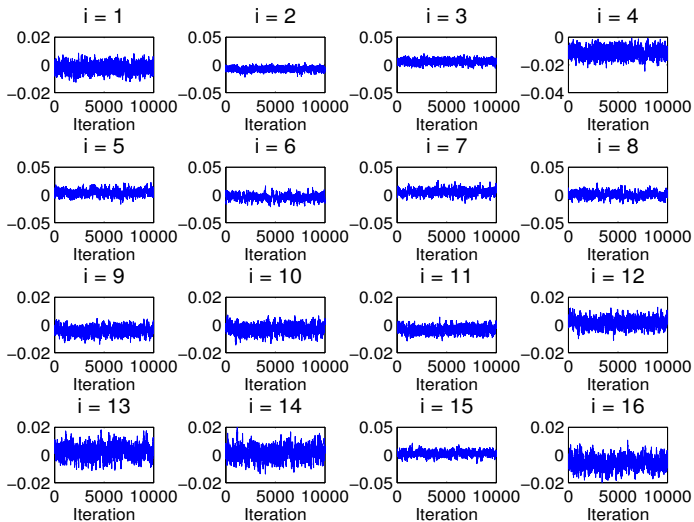 i = 1 i = 2 i = 3 i = 4
0.02 0.05 0.05 0
0 0 0 −0.02
−0.02 −0.05 −0.05 −0.04
0 5000 10000 0 5000 10000 0 5000 10000 0 5000 10000
Iteration Iteration Iteration Iteration
i = 5 i = 6 i = 7 i = 8
0.05 0.05 0.05 0.05
0 0 0 0
−0.05 −0.05 −0.05 −0.05
0 5000 10000 0 5000 10000 0 5000 10000 0 5000 10000
Iteration Iteration Iteration Iteration
i = 9 i = 10 i = 11 i = 12
0.02 0.02 0.02 0.02
0 0 0 0
−0.02 −0.02 −0.02 −0.02
0 5000 10000 0 5000 10000 0 5000 10000 0 5000 10000
Iteration Iteration Iteration Iteration
i = 13 i = 14 i = 15 i = 16
0.02 0.02 0.05 0.02
0 0 0 0
−0.02 −0.02 −0.05 −0.02
0 5000 10000 0 5000 10000 0 5000 10000 0 5000 10000
Iteration Iteration Iteration Iteration